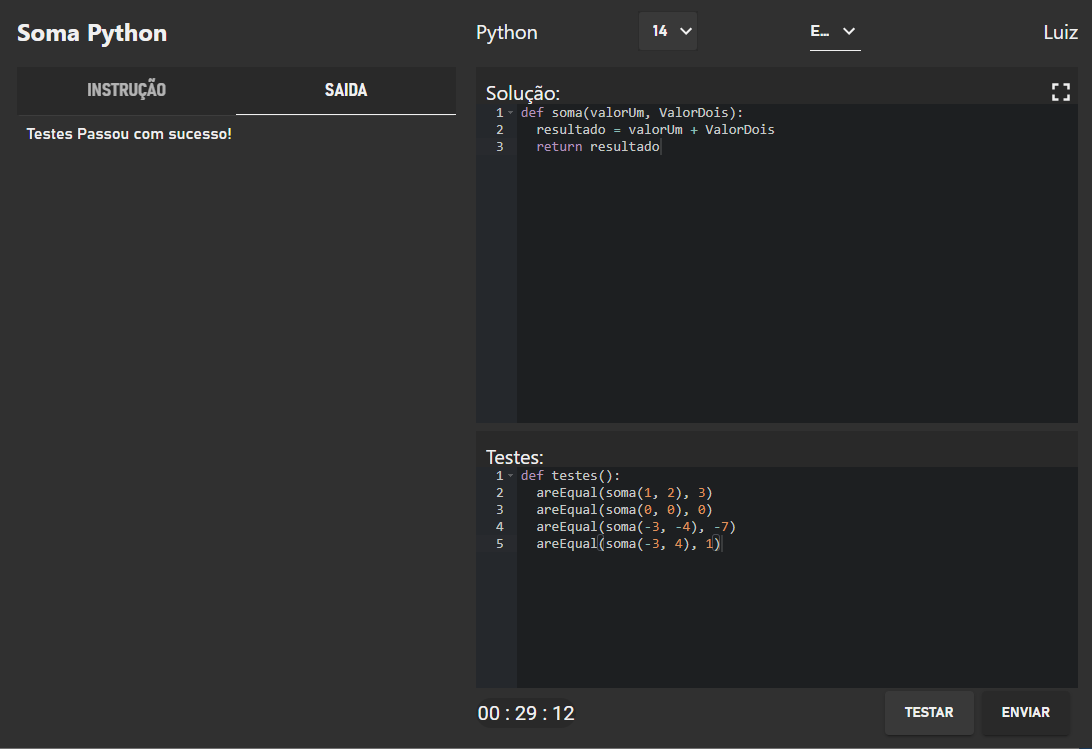 Soma Python
Python
14
E...
Luiz
INSTRUÇÃO
SAIDA
Testes Passou com sucesso!
Solução:
1 def soma(valorUm, ValorDois):
2   resultado = valorUm + ValorDois
3   return resultado
Testes:
1 def testes():
2   areEqual(soma(1, 2), 3)
3   areEqual(soma(0, 0), 0)
4   areEqual(soma(-3, -4), -7)
5   areEqual(soma(-3, 4), 1)
00 : 29 : 12
TESTAR
ENVIAR